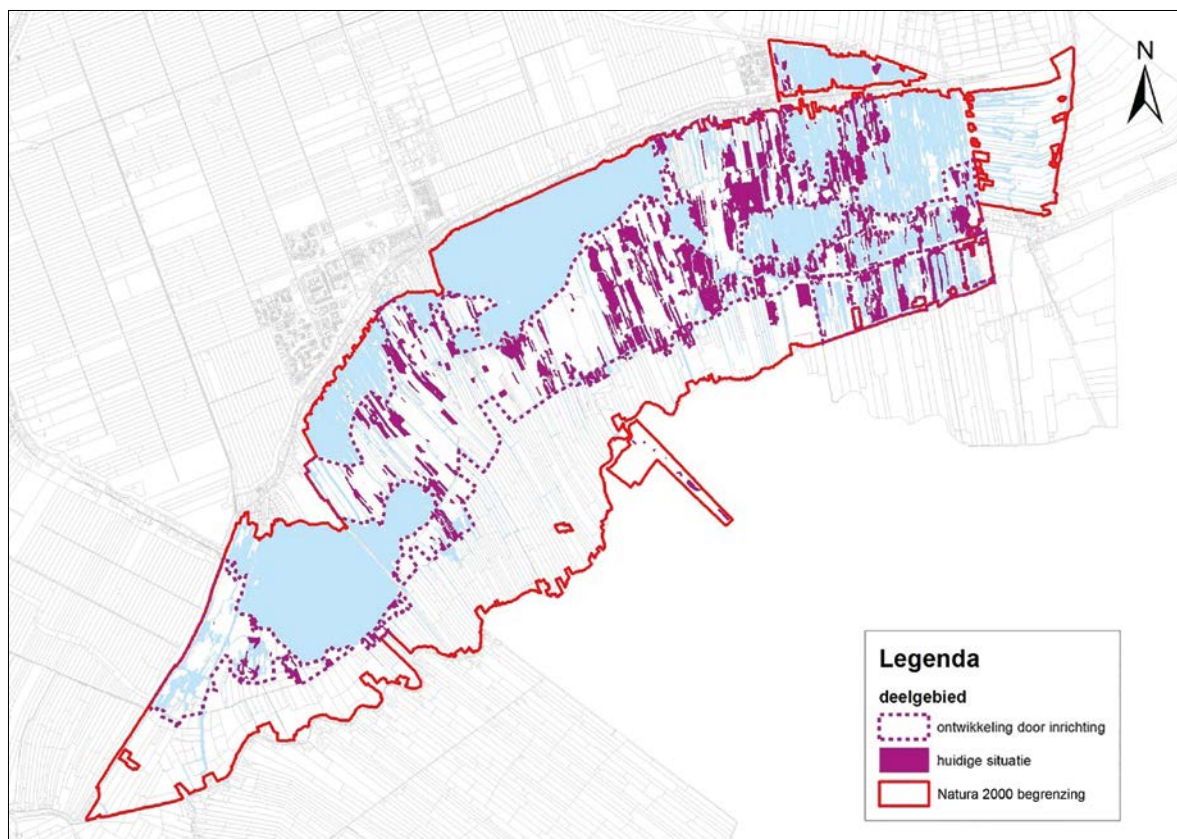 N
Legenda
deelgebied
ontwikkeling door inrichting
huidige situatie
Natura 2000 begrenzing